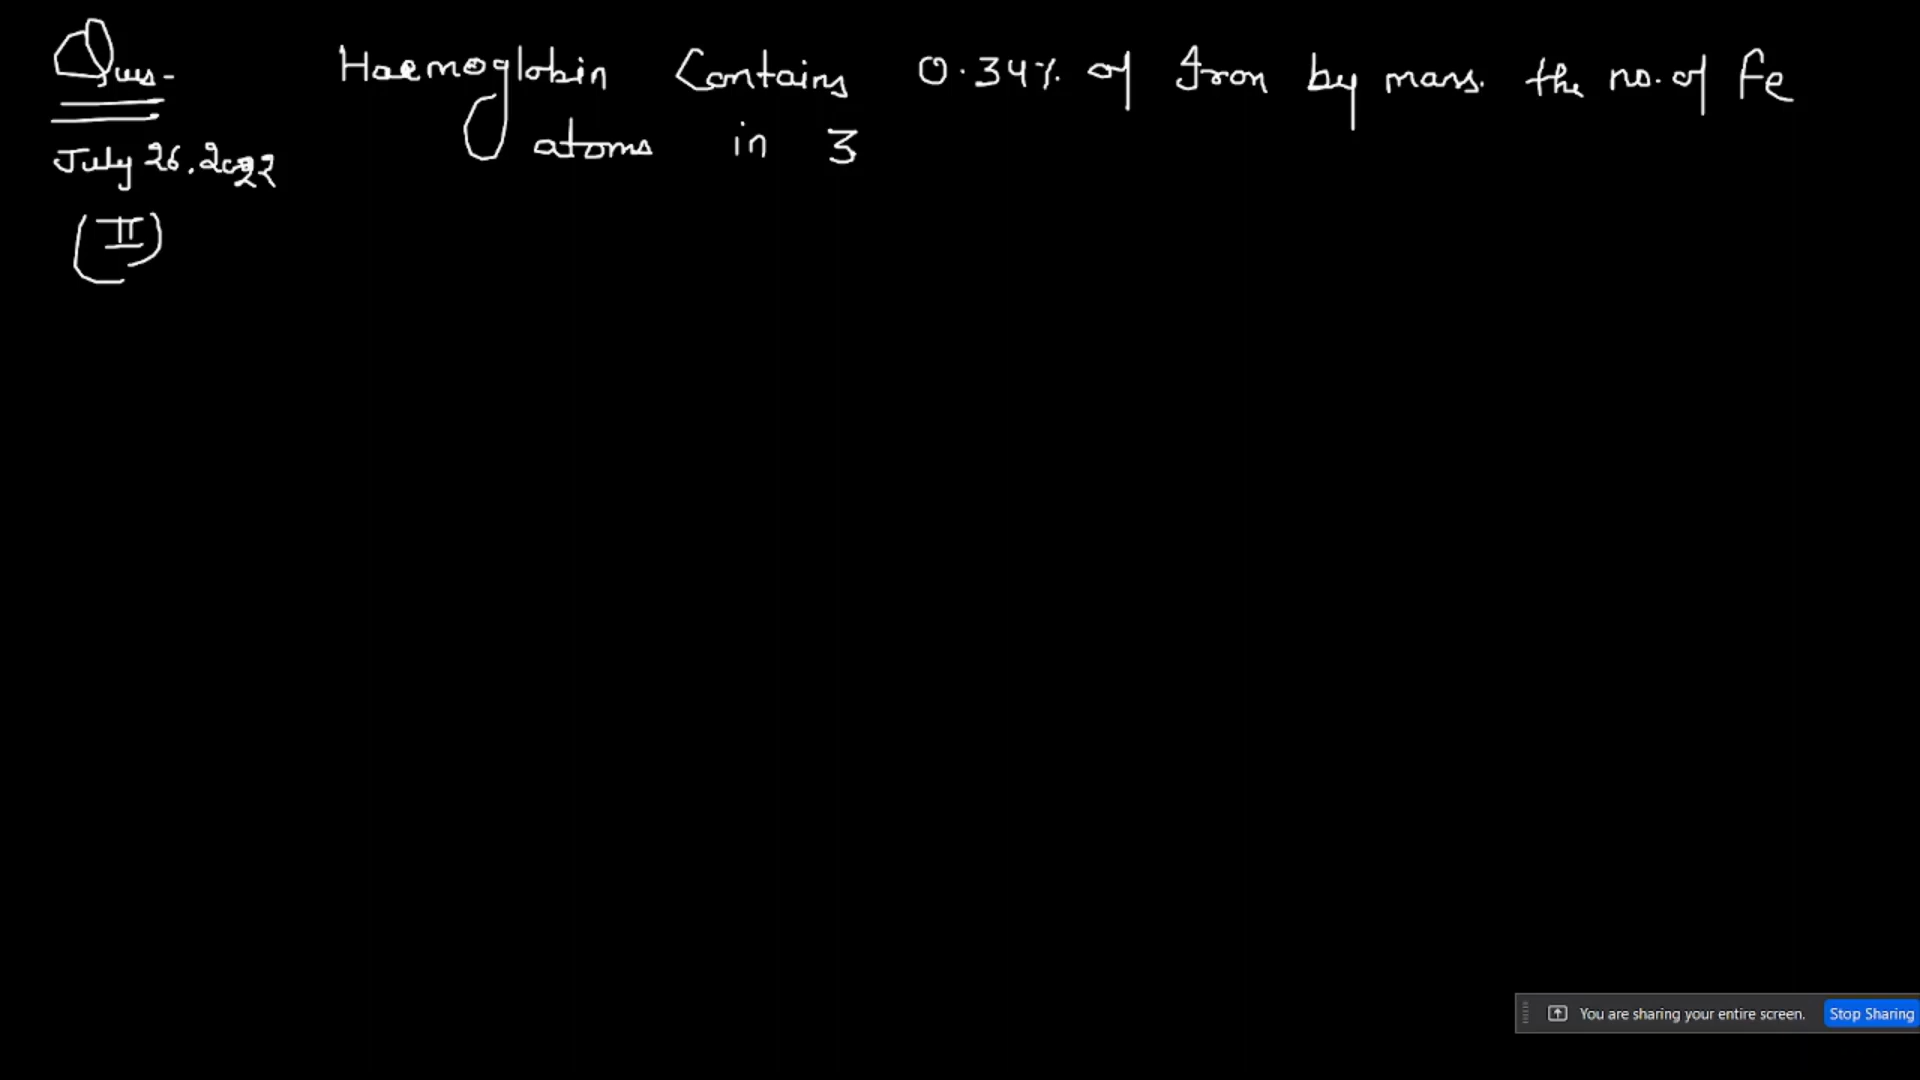 Ques- Haemoglobin Contains 0.34% of Iron by mass. the no. of Fe
atoms in 3
July 26, 2022
(II)
You are sharing your entire screen. Stop Sharing